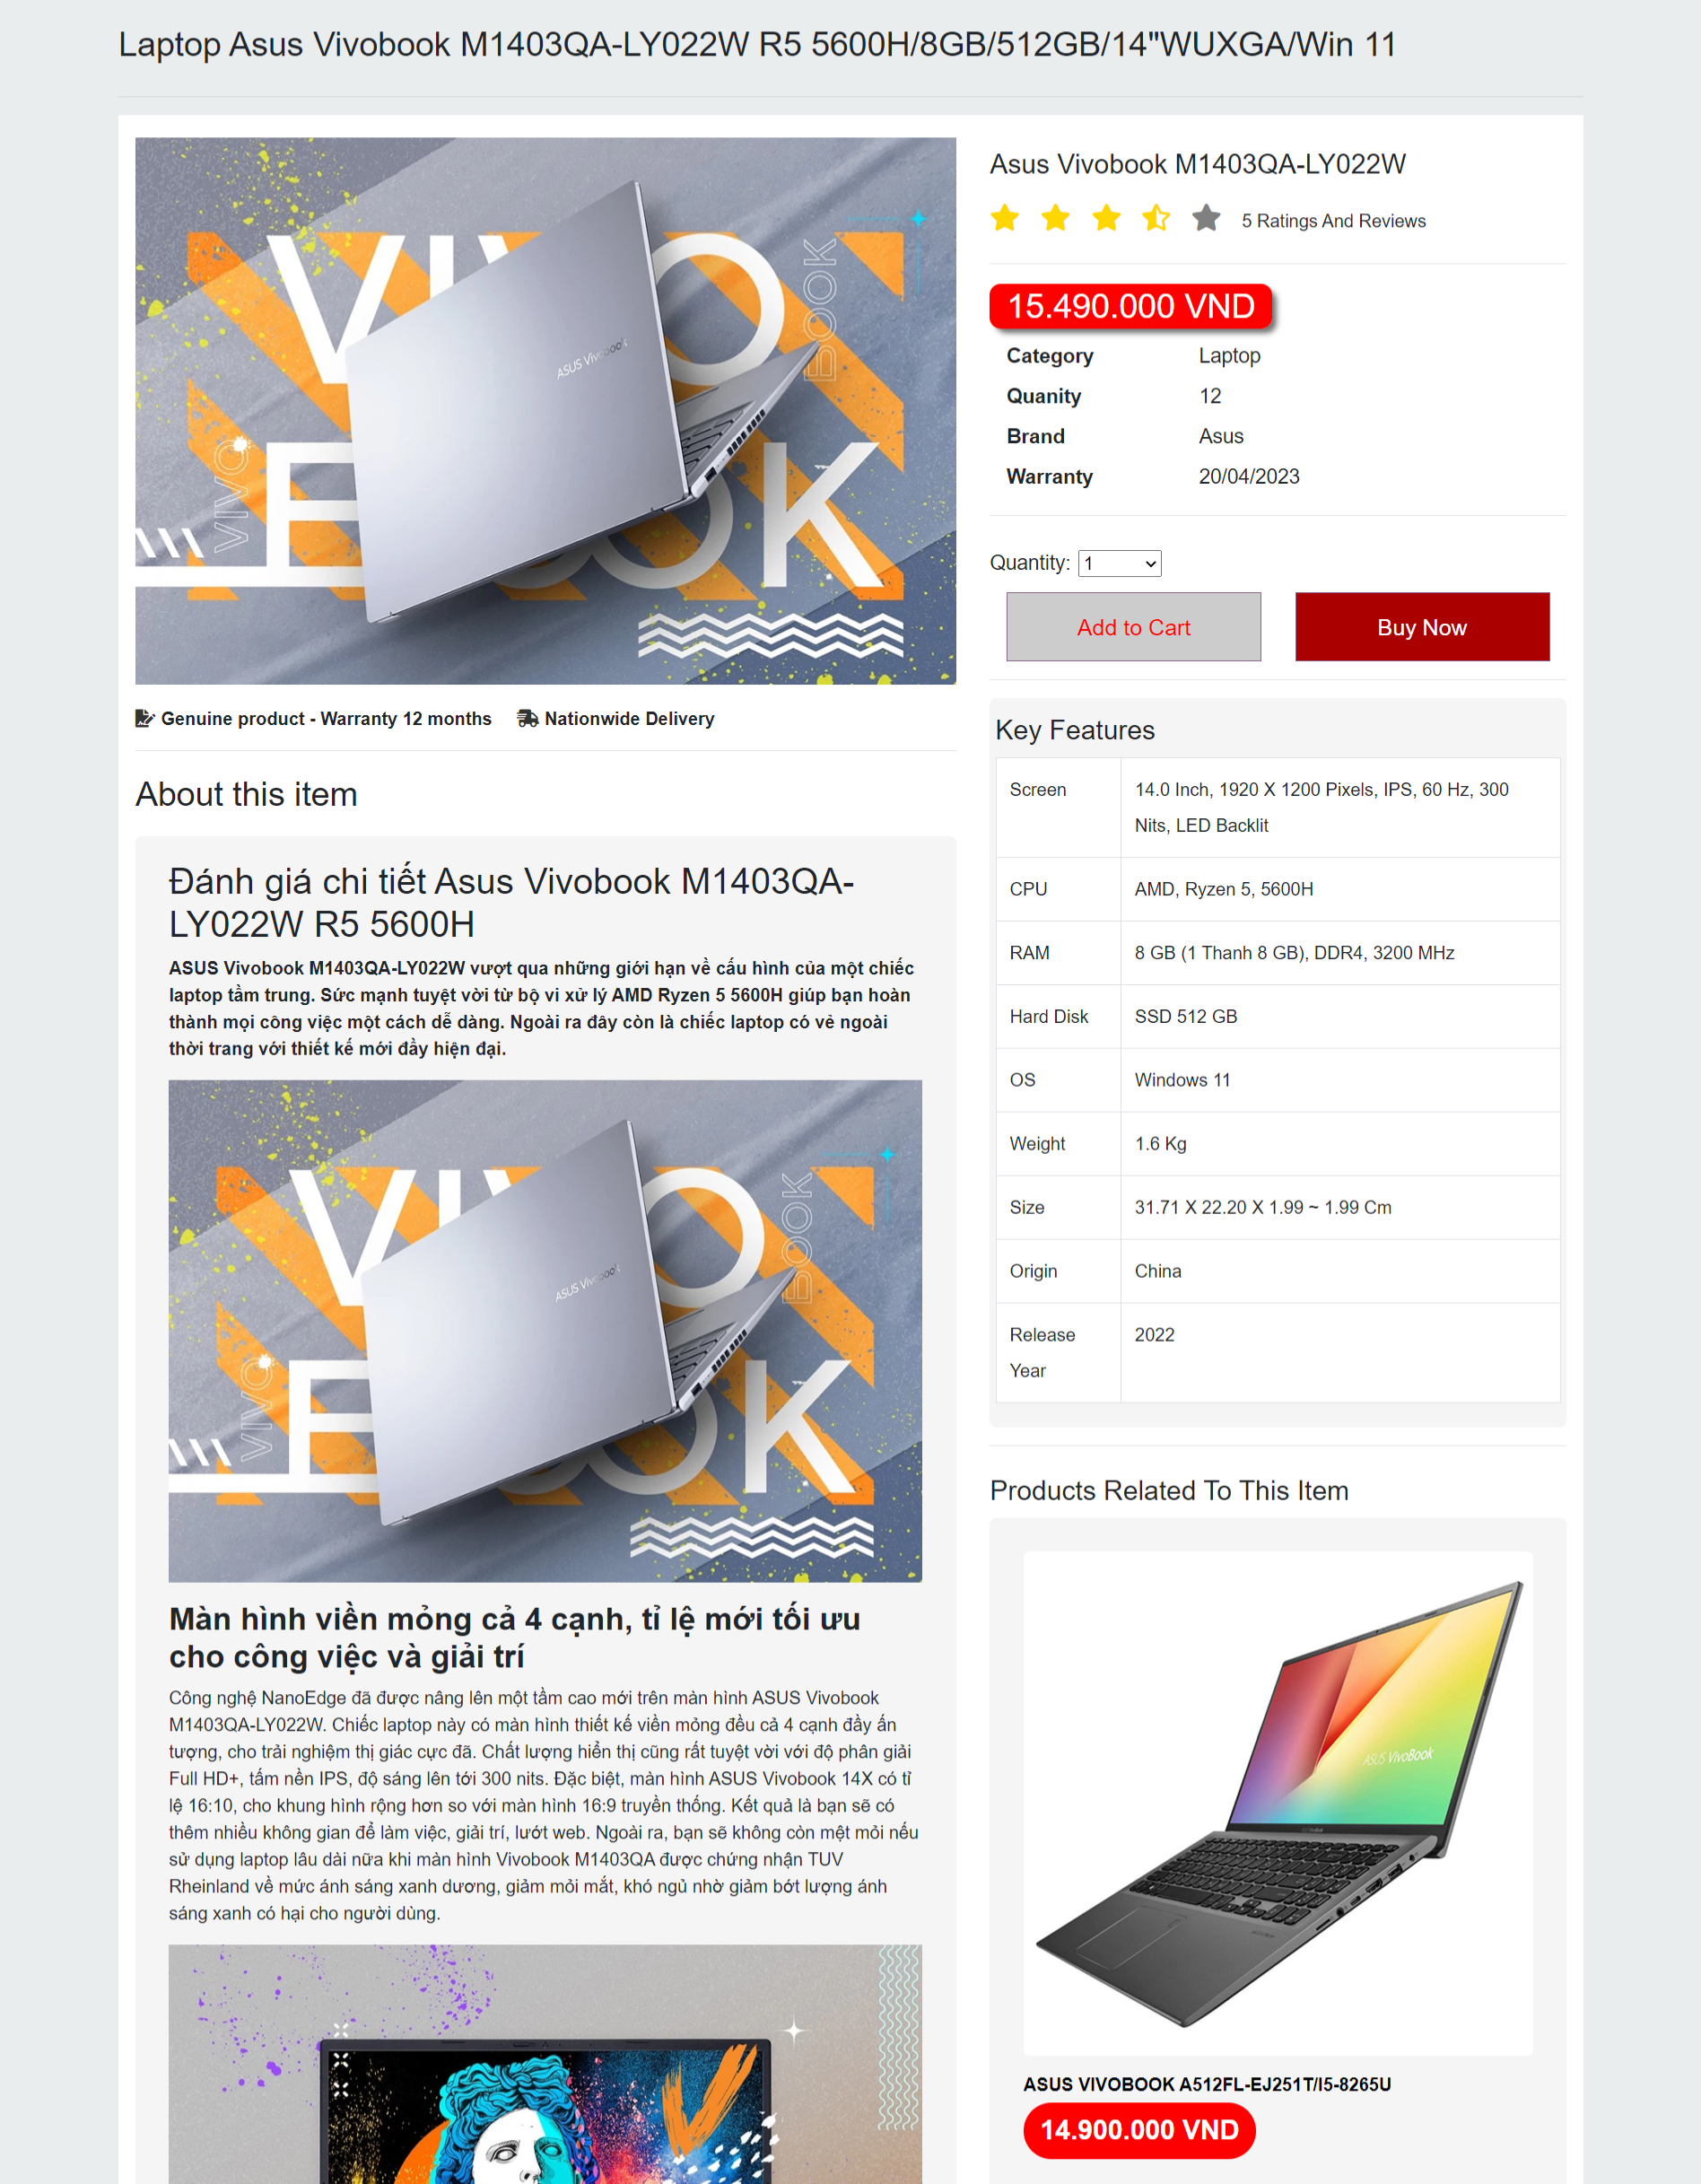 Laptop Asus Vivobook M1403QA-LY022W R5 5600H/8GB/512GB/14"WUXGA/Win 11
VIVO
BOOK
VIVO
ASUS Vivobook
Genuine product - Warranty 12 months
Nationwide Delivery
About this item
Đánh giá chi tiết Asus Vivobook M1403QA-
LY022W R5 5600H
ASUS Vivobook M1403QA-LY022W vượt qua những giới hạn về cấu hình của một chiếc
laptop tầm trung. Sức mạnh tuyệt vời từ bộ vi xử lý AMD Ryzen 5 5600H giúp bạn hoàn
thành mọi công việc một cách dễ dàng. Ngoài ra đây còn là chiếc laptop có vẻ ngoài
thời trang với thiết kế mới đầy hiện đại.
VIVO
BOOK
VIVO
ASUS Vivobook
Màn hình viền mỏng cả 4 cạnh, tỉ lệ mới tối ưu
cho công việc và giải trí
Công nghệ NanoEdge đã được nâng lên một tầm cao mới trên màn hình ASUS Vivobook
M1403QA-LY022W. Chiếc laptop này có màn hình thiết kế viền mỏng đều cả 4 cạnh đầy ấn
tượng, cho trải nghiệm thị giác cực đã. Chất lượng hiển thị cũng rất tuyệt vời với độ phân giải
Full HD+, tấm nền IPS, độ sáng lên tới 300 nits. Đặc biệt, màn hình ASUS Vivobook 14X có tỉ
lệ 16:10, cho khung hình rộng hơn so với màn hình 16:9 truyền thống. Kết quả là bạn sẽ có
thêm nhiều không gian để làm việc, giải trí, lướt web. Ngoài ra, bạn sẽ không còn mệt mỏi nếu
sử dụng laptop lâu dài nữa khi màn hình Vivobook M1403QA được chứng nhận TUV
Rheinland về mức ánh sáng xanh dương, giảm mỏi mắt, khó ngủ nhờ giảm bớt lượng ánh
sáng xanh có hại cho người dùng.
Asus Vivobook M1403QA-LY022W
5 Ratings And Reviews
15.490.000 VND
Category Laptop
Quanity 12
Brand Asus
Warranty 20/04/2023
Quantity: 1
Add to Cart
Buy Now
Key Features
Screen 14.0 Inch, 1920 X 1200 Pixels, IPS, 60 Hz, 300
Nits, LED Backlit
CPU AMD, Ryzen 5, 5600H
RAM 8 GB (1 Thanh 8 GB), DDR4, 3200 MHz
Hard Disk SSD 512 GB
OS Windows 11
Weight 1.6 Kg
Size 31.71 X 22.20 X 1.99 ~ 1.99 Cm
Origin China
Release 2022
Year
Products Related To This Item
ASUS VivoBook
ASUS VIVOBOOK A512FL-EJ251T/I5-8265U
14.900.000 VND